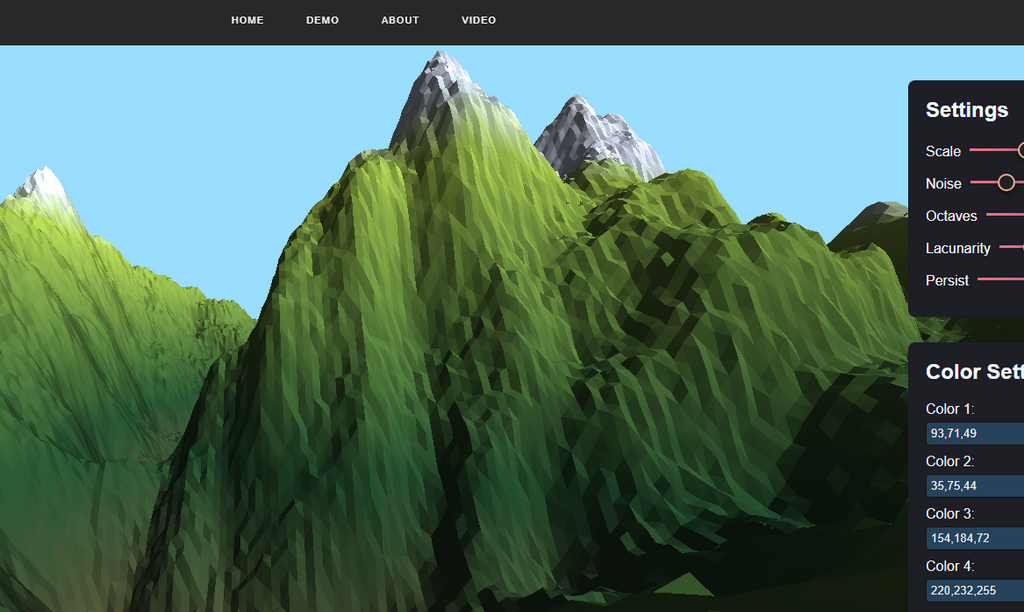 HOME DEMO ABOUT VIDEO
Settings
Scale
Noise
Octaves
Lacunarity
Persist
Color Sett
Color 1:
93,71,49
Color 2:
35,75,44
Color 3:
154,184,72
Color 4:
220,232,255